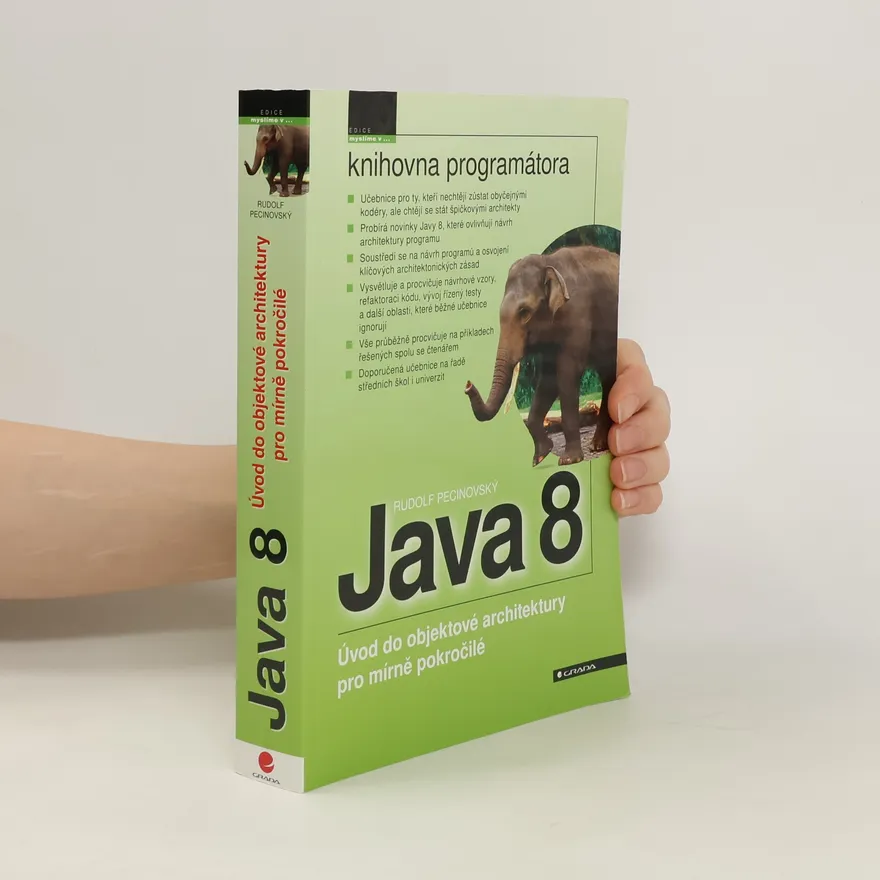 EDICE
myslíme v ...
RUDOLF
PECINOVSKÝ
Java 8
Úvod do objektové architektury
pro mírně pokročilé
GRADA
EDICE
myslíme v ...
knihovna programátora
Učebnice pro ty, kteří nechtějí zůstat obyčejnými
kodéry, ale chtějí se stát špičkovými architekty
Probírá novinky Javy 8, které ovlivňují návrh
architektury programu
Soustředí se na návrh programů a osvojení
klíčových architektonických zásad
Vysvětluje a procvičuje návrhové vzory,
refaktoraci kódu, vývoj řízený testy
a další oblasti, které běžné učebnice
ignorují
Vše průběžně procvičuje na příkladech
řešených spolu se čtenářem
Doporučená učebnice na řadě
středních škol i univerzit
RUDOLF PECINOVSKÝ
Java 8
Úvod do objektové architektury
pro mírně pokročilé
GRADA